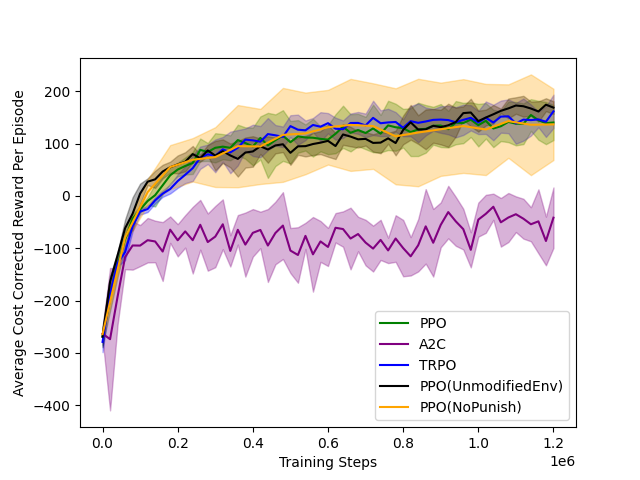 Average Cost Corrected Reward Per Episode
200
100
0
−100
−200
−300
−400
PPO
A2C
TRPO
PPO(UnmodifiedEnv)
PPO(NoPunish)
0.0
0.2
0.4
0.6
0.8
1.0
1.2
1e6
Training Steps